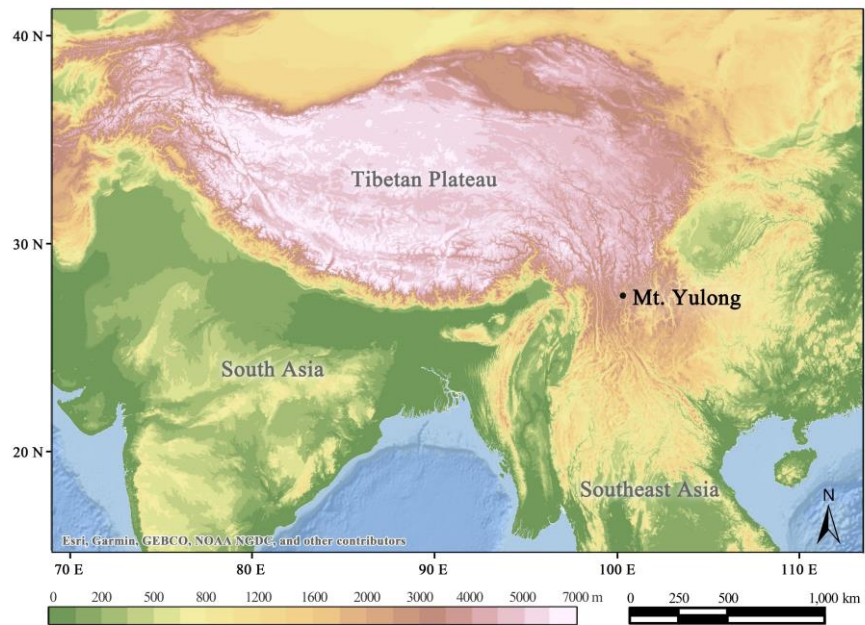 40 N
Tibetan Plateau
30 N
Mt. Yulong
South Asia
20 N
Southeast Asia
N
Esri, Garmin, GEBCO, NOAA NGDC, and other contributors
70 E 80 E 90 E 100 E 110 E
0 200 500 800 1200 1600 2000 3000 4000 5000 7000 m
0 250 500 1,000 km